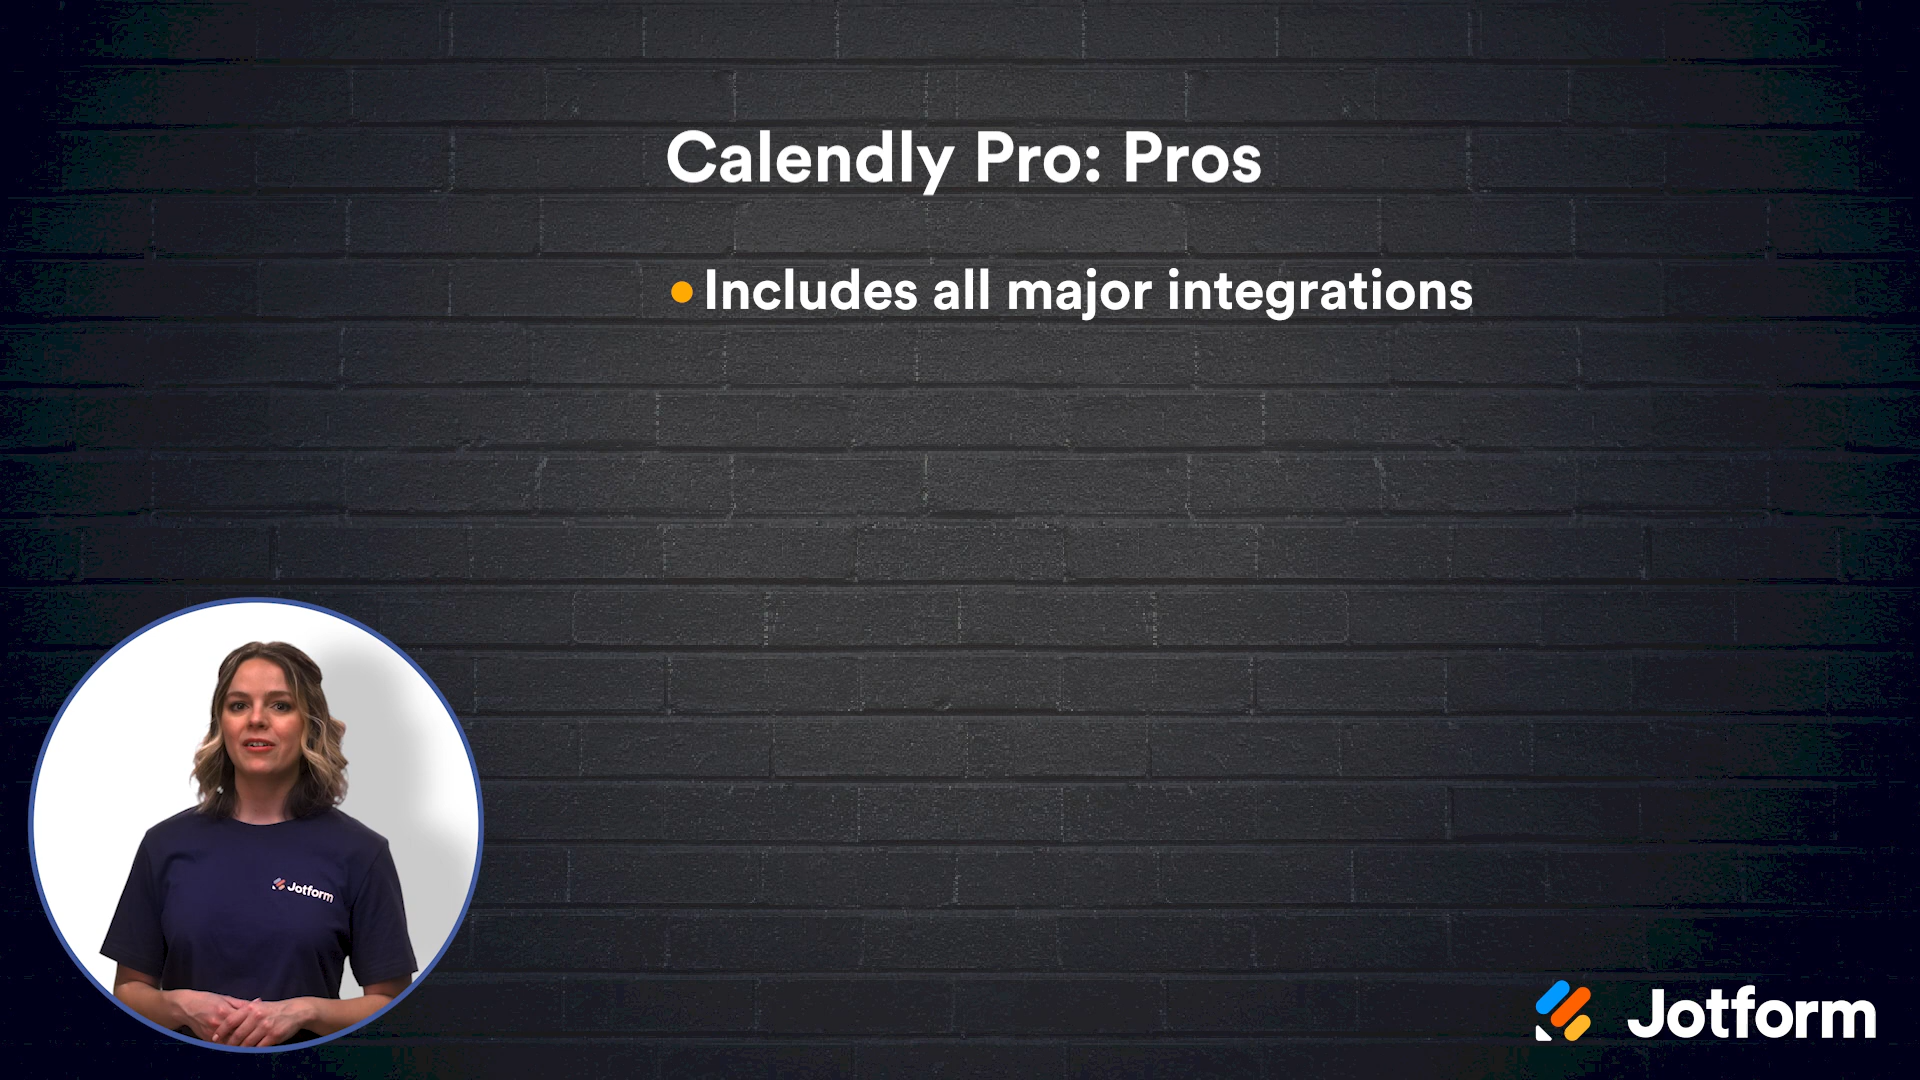 Calendly Pro: Pros
Includes all major integrations
Jotform
Jotform